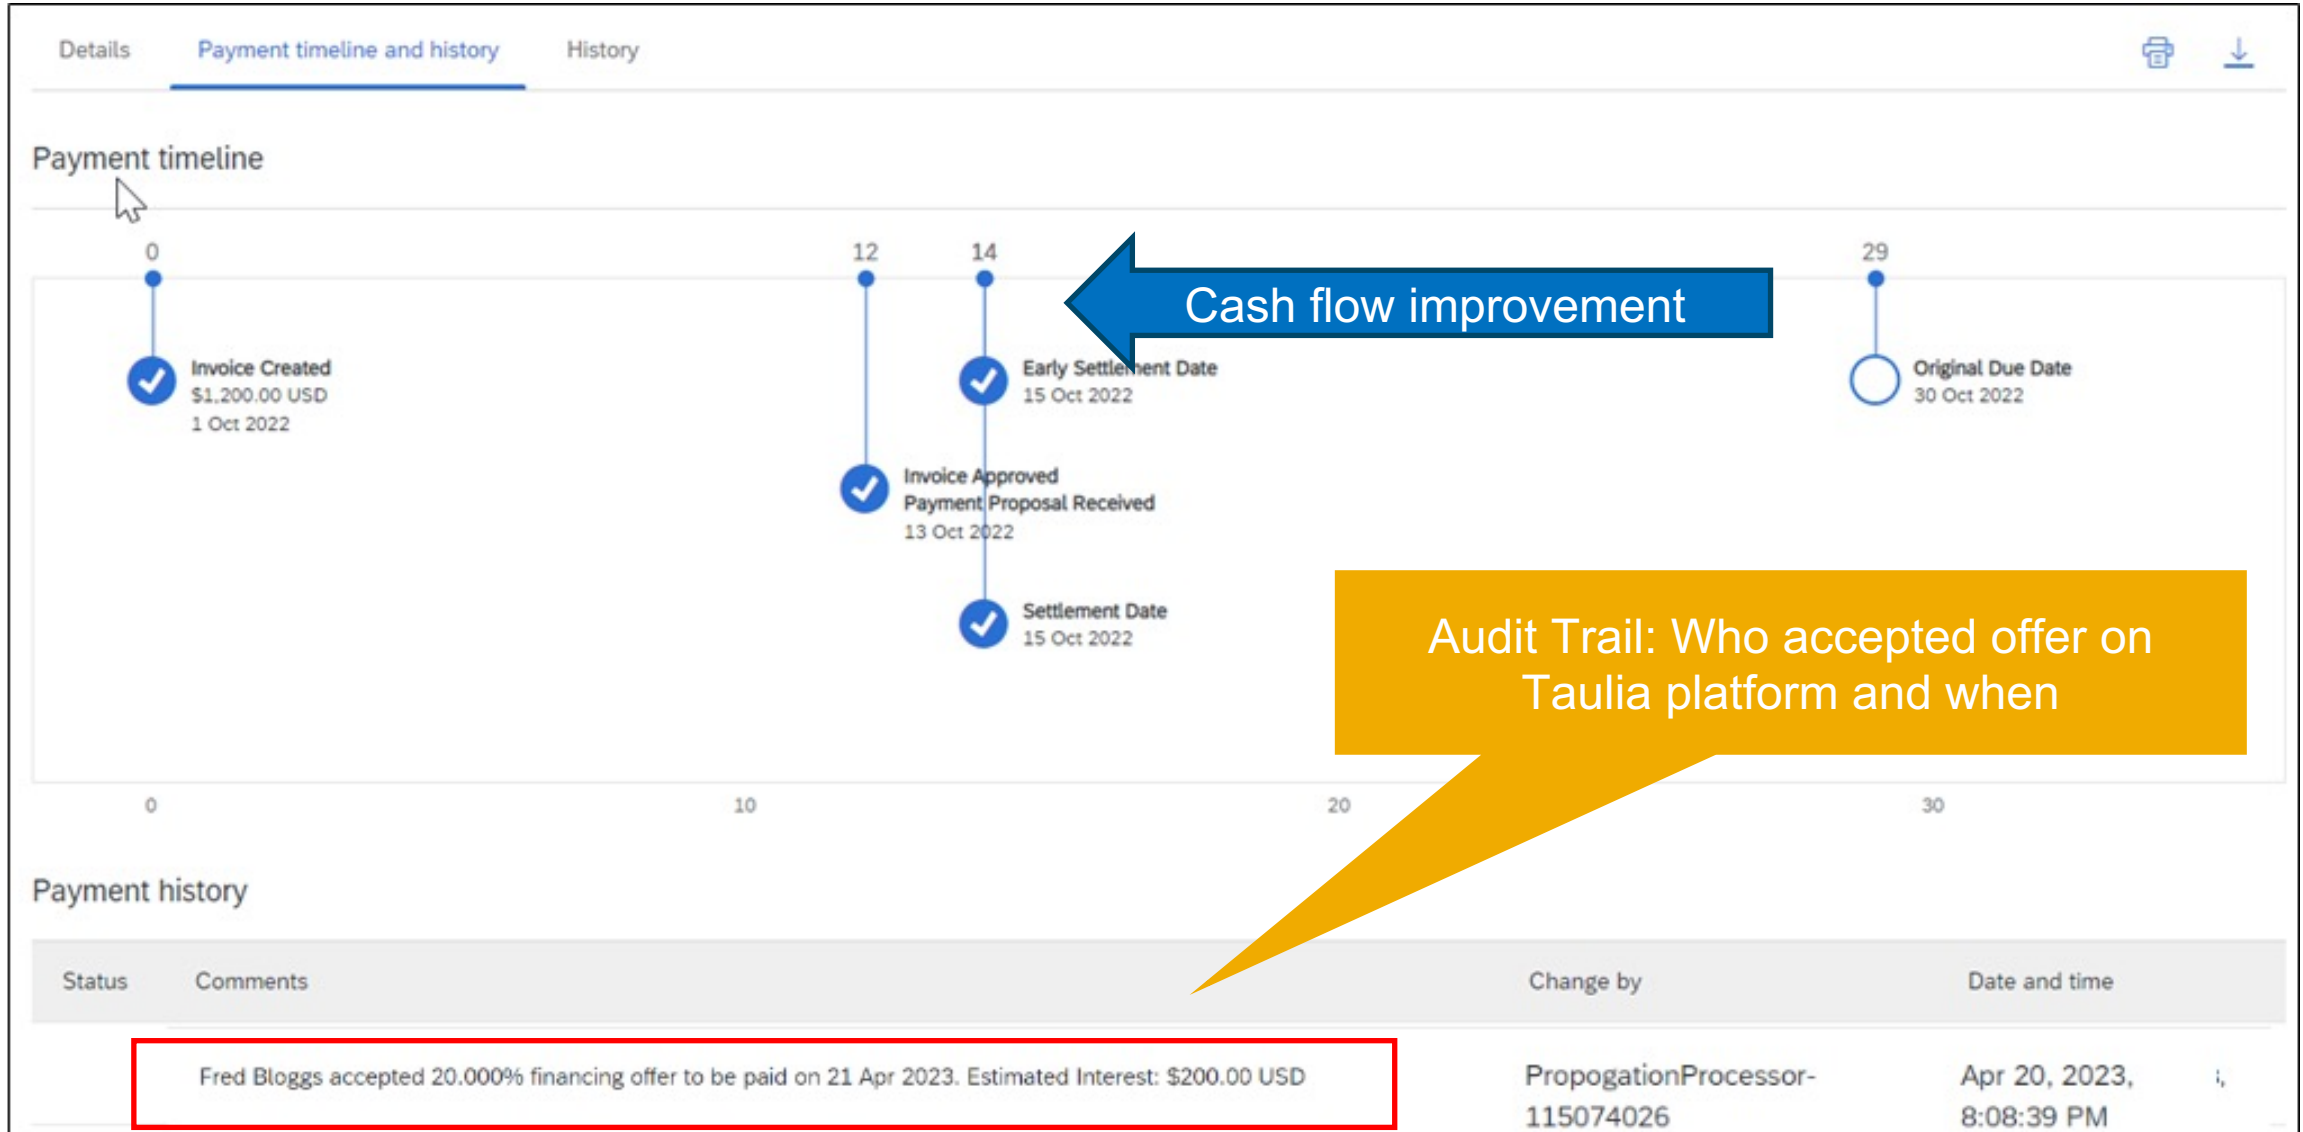 Details Payment timeline and history History
Payment timeline
0 12 14 29
Cash flow improvement
Invoice Created
$1,200.00 USD
1 Oct 2022
Early Settlement Date
15 Oct 2022
Original Due Date
30 Oct 2022
Invoice Approved
Payment Proposal Received
13 Oct 2022
Settlement Date
15 Oct 2022
Audit Trail: Who accepted offer on
Taulia platform and when
0 10 20 30
Payment history
Status Comments Change by Date and time
Fred Bloggs accepted 20.000% financing offer to be paid on 21 Apr 2023. Estimated Interest: $200.00 USD
PropogationProcessor-
115074026
Apr 20, 2023,
8:08:39 PM